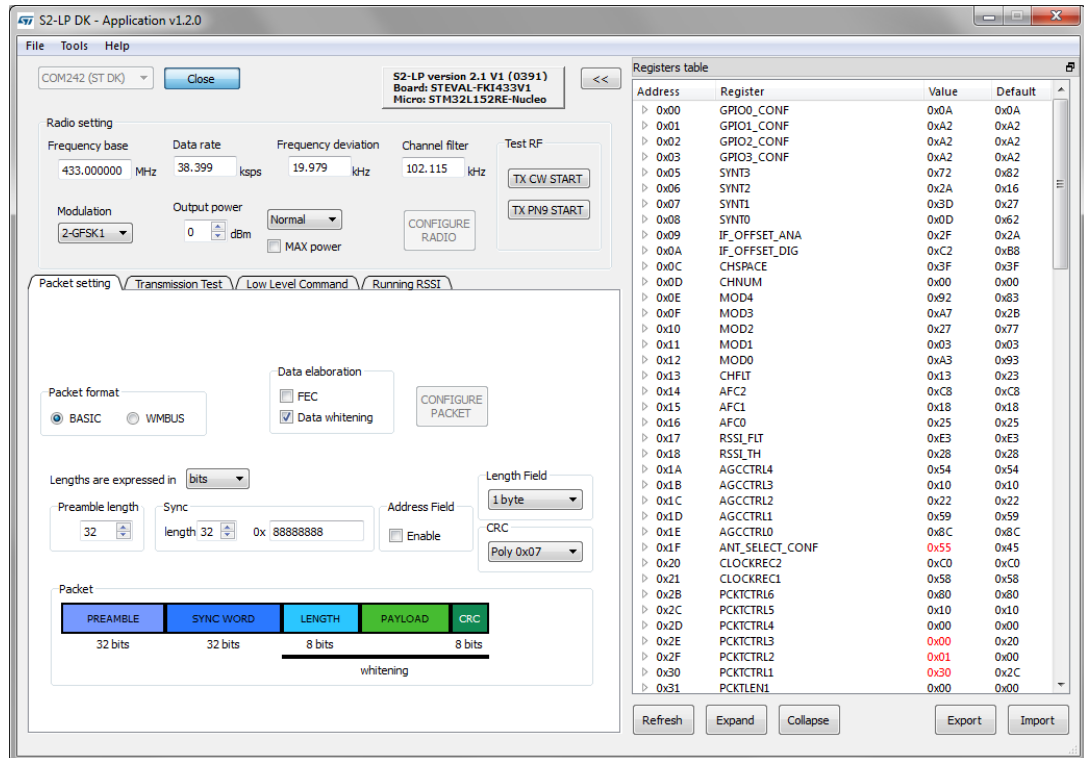 S2-LP DK - Application v1.2.0
File Tools Help
COM242 (ST DK)
Close
S2-LP version 2.1 V1 (0391)
Board: STEVAL-FKI433V1
Micro: STM32L152RE-Nucleo
<<
Radio setting
Frequency base Data rate Frequency deviation Channel filter Test RF
433.000000 MHz 38.399 ksps 19.979 kHz 102.115 kHz TX CW START
Modulation Output power
2-GFSK1 0 dBm Normal CONFIGURE RADIO TX PN9 START
MAX power
Packet setting Transmission Test Low Level Command Running RSSI
Packet format
BASIC WMBUS
Data elaboration
FEC
Data whitening
CONFIGURE PACKET
Lengths are expressed in bits
Preamble length
32
Sync
length 32 0x 88888888
Address Field
Enable
Length Field
1 byte
CRC
Poly 0x07
Packet
PREAMBLE SYNC WORD LENGTH PAYLOAD CRC
32 bits 32 bits 8 bits 8 bits
whitening
Registers table
Address Register Value Default
0x00 GPIO0_CONF 0x0A 0x0A
0x01 GPIO1_CONF 0xA2 0xA2
0x02 GPIO2_CONF 0xA2 0xA2
0x03 GPIO3_CONF 0xA2 0xA2
0x05 SYNT3 0x72 0x82
0x06 SYNT2 0x2A 0x16
0x07 SYNT1 0x3D 0x27
0x08 SYNT0 0x0D 0x62
0x09 IF_OFFSET_ANA 0x2F 0x2A
0x0A IF_OFFSET_DIG 0xC2 0xB8
0x0C CHSPACE 0x3F 0x3F
0x0D CHNUM 0x00 0x00
0x0E MOD4 0x92 0x83
0x0F MOD3 0xA7 0x2B
0x10 MOD2 0x27 0x77
0x11 MOD1 0x03 0x03
0x12 MOD0 0xA3 0x93
0x13 CHFLT 0x13 0x23
0x14 AFC2 0xC8 0xC8
0x15 AFC1 0x18 0x18
0x16 AFC0 0x25 0x25
0x17 RSSI_FLT 0xE3 0xE3
0x18 RSSI_TH 0x28 0x28
0x1A AGCCTRL4 0x54 0x54
0x1B AGCCTRL3 0x10 0x10
0x1C AGCCTRL2 0x22 0x22
0x1D AGCCTRL1 0x59 0x59
0x1E AGCCTRL0 0x8C 0x8C
0x1F ANT_SELECT_CONF 0x55 0x45
0x20 CLOCKREC2 0xC0 0xC0
0x21 CLOCKREC1 0x58 0x58
0x2B PCKTCTRL6 0x80 0x80
0x2C PCKTCTRL5 0x10 0x10
0x2D PCKTCTRL4 0x00 0x00
0x2E PCKTCTRL3 0x00 0x20
0x2F PCKTCTRL2 0x01 0x00
0x30 PCKTCTRL1 0x30 0x2C
0x31 PCKTLEN1 0x00 0x00
Refresh Expand Collapse Export Import